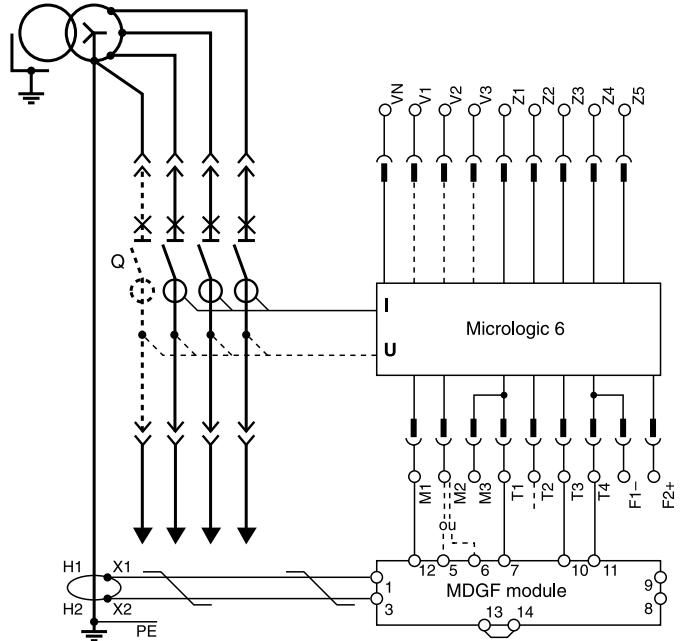 VN V1 V2 V3 Z1 Z2 Z3 Z4 Z5
Q
I
Micrologic 6
U
M1 M2 M3 T1 T2 T3 T4 F1– F2+
ou
H1 X1
12 5 6 7 10 11
1 MDGF module 9
3 8
H2 X2
13 14
PE